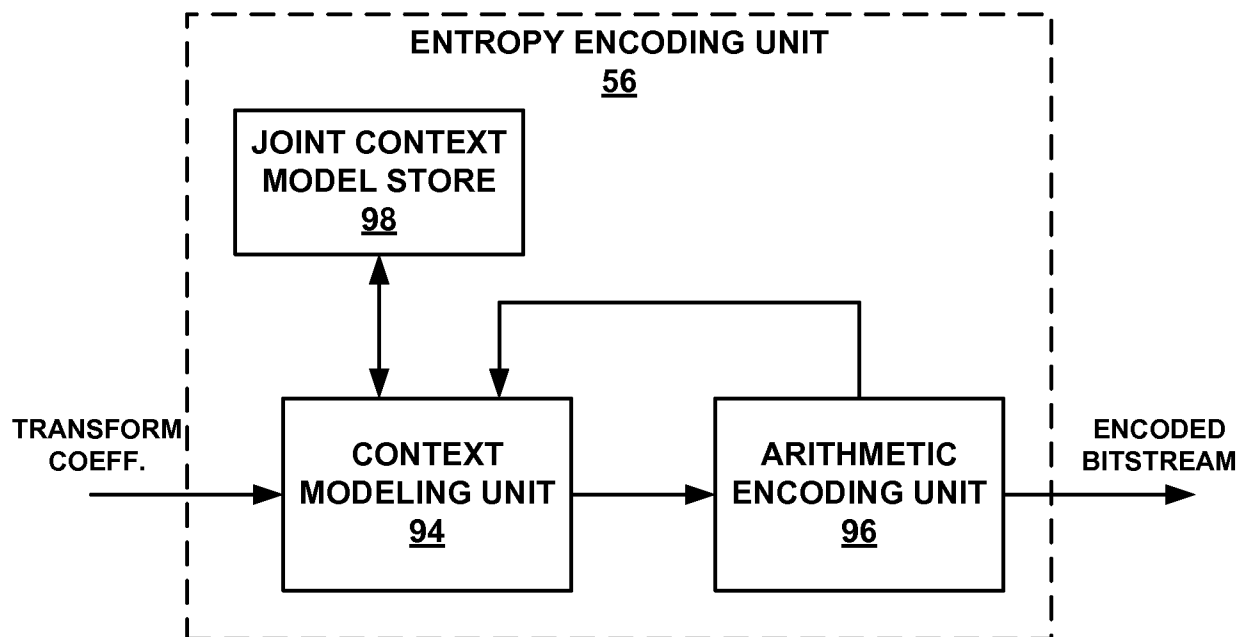 ENTROPY ENCODING UNIT
56
JOINT CONTEXT
MODEL STORE
98
TRANSFORM
COEFF.
CONTEXT
MODELING UNIT
94
ARITHMETIC
ENCODING UNIT
96
ENCODED
BITSTREAM